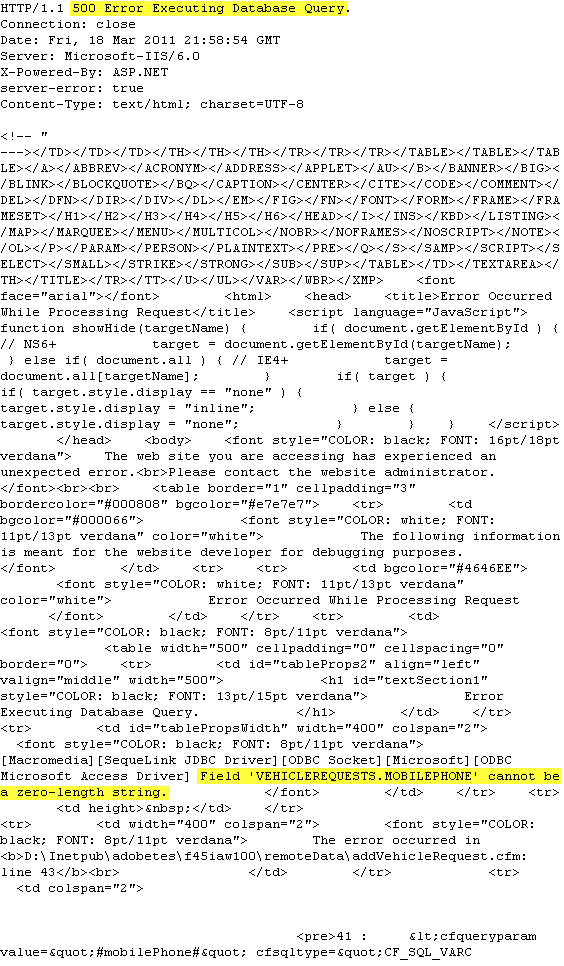 HTTP/1.1 500 Error Executing Database Query.
Connection: close
Date: Fri, 18 Mar 2011 21:58:54 GMT
Server: Microsoft-IIS/6.0
X-Powered-By: ASP.NET
server-error: true
Content-Type: text/html; charset=UTF-8
<!-- "
---></TD></TD></TD></TH></TH></TH></TR></TR></TR></TABLE></TABLE></TAB
LE></A></ABBREV></ACRONYM></ADDRESS></APPLET></AU></B></BANNER></BIG><
/BLINK></BLOCKQUOTE></BQ></CAPTION></CENTER></CITE></CODE></COMMENT></
DEL></DFN></DIR></DIV></DL></EM></FIG></FN></FONT></FORM></FRAME></FRA
MESET></H1></H2></H3></H4></H5></H6></HEAD></I></INS></KBD></LISTING><
/MAP></MARQUEE></MENU></MULTICOL></NOBR></NOFRAMES></NOSCRIPT></NOTE><
/OL></P></PARAM></PERSON></PLAINTEXT></PRE></Q></S></SAMP></SCRIPT></S
ELECT></SMALL></STRIKE></STRONG></SUB></SUP></TABLE></TD></TEXTAREA></
TH></TITLE></TR></TT></U></UL></VAR></WBR></XMP> <font
face="arial"></font> <html> <head> <title>Error Occurred
While Processing Request</title> <script language="JavaScript">
function showHide(targetName) { if( document.getElementById ) {
// NS6+ target = document.getElementById(targetName);
} else if( document.all ) { // IE4+ target =
document.all[targetName]; } if( target ) {
if( target.style.display == "none" ) {
target.style.display = "inline"; } else {
target.style.display = "none"; } } } </script>
</head> <body> <font style="COLOR: black; FONT: 16pt/18pt
verdana"> The web site you are accessing has experienced an
unexpected error.<br>Please contact the website administrator.
</font><br><br> <table border="1" cellpadding="3"
bordercolor="#000808" bgcolor="#e7e7e7"> <tr> <td
bgcolor="#000066"> <font style="COLOR: white; FONT:
11pt/13pt verdana" color="white"> The following information
is meant for the website developer for debugging purposes.
</font> </td> <tr> <tr> <td bgcolor="#4646EE">
<font style="COLOR: white; FONT: 11pt/13pt verdana"
color="white"> Error Occurred While Processing Request
</font> </td> </tr> <tr> <td>
<font style="COLOR: black; FONT: 8pt/11pt verdana">
<table width="500" cellpadding="0" cellspacing="0"
border="0"> <tr> <td id="tableProps2" align="left"
valign="middle" width="500"> <h1 id="textSection1"
style="COLOR: black; FONT: 13pt/15pt verdana"> Error
Executing Database Query. </h1> </td> </tr>
<tr> <td id="tablePropsWidth" width="400" colspan="2">
<font style="COLOR: black; FONT: 8pt/11pt verdana">
[Macromedia][SequeLink JDBC Driver][ODBC Socket][Microsoft][ODBC
Microsoft Access Driver] Field 'VEHICLEREQUESTS.MOBILEPHONE' cannot be
a zero-length string. </font> </td> </tr> <tr>
<td height>&nbsp;</td> </tr>
<tr> <td width="400" colspan="2"> <font style="COLOR:
black; FONT: 8pt/11pt verdana"> The error occurred in
<b>D:\Inetpub\adobetes\f45iaw100\remoteData\addVehicleRequest.cfm:
line 43</b><br> </td> </tr> <tr>
<td colspan="2">
<pre>41 : &lt;cfqueryparam
value=&quot;#mobilePhone#&quot; cfsqltype=&quot;CF_SQL_VARC